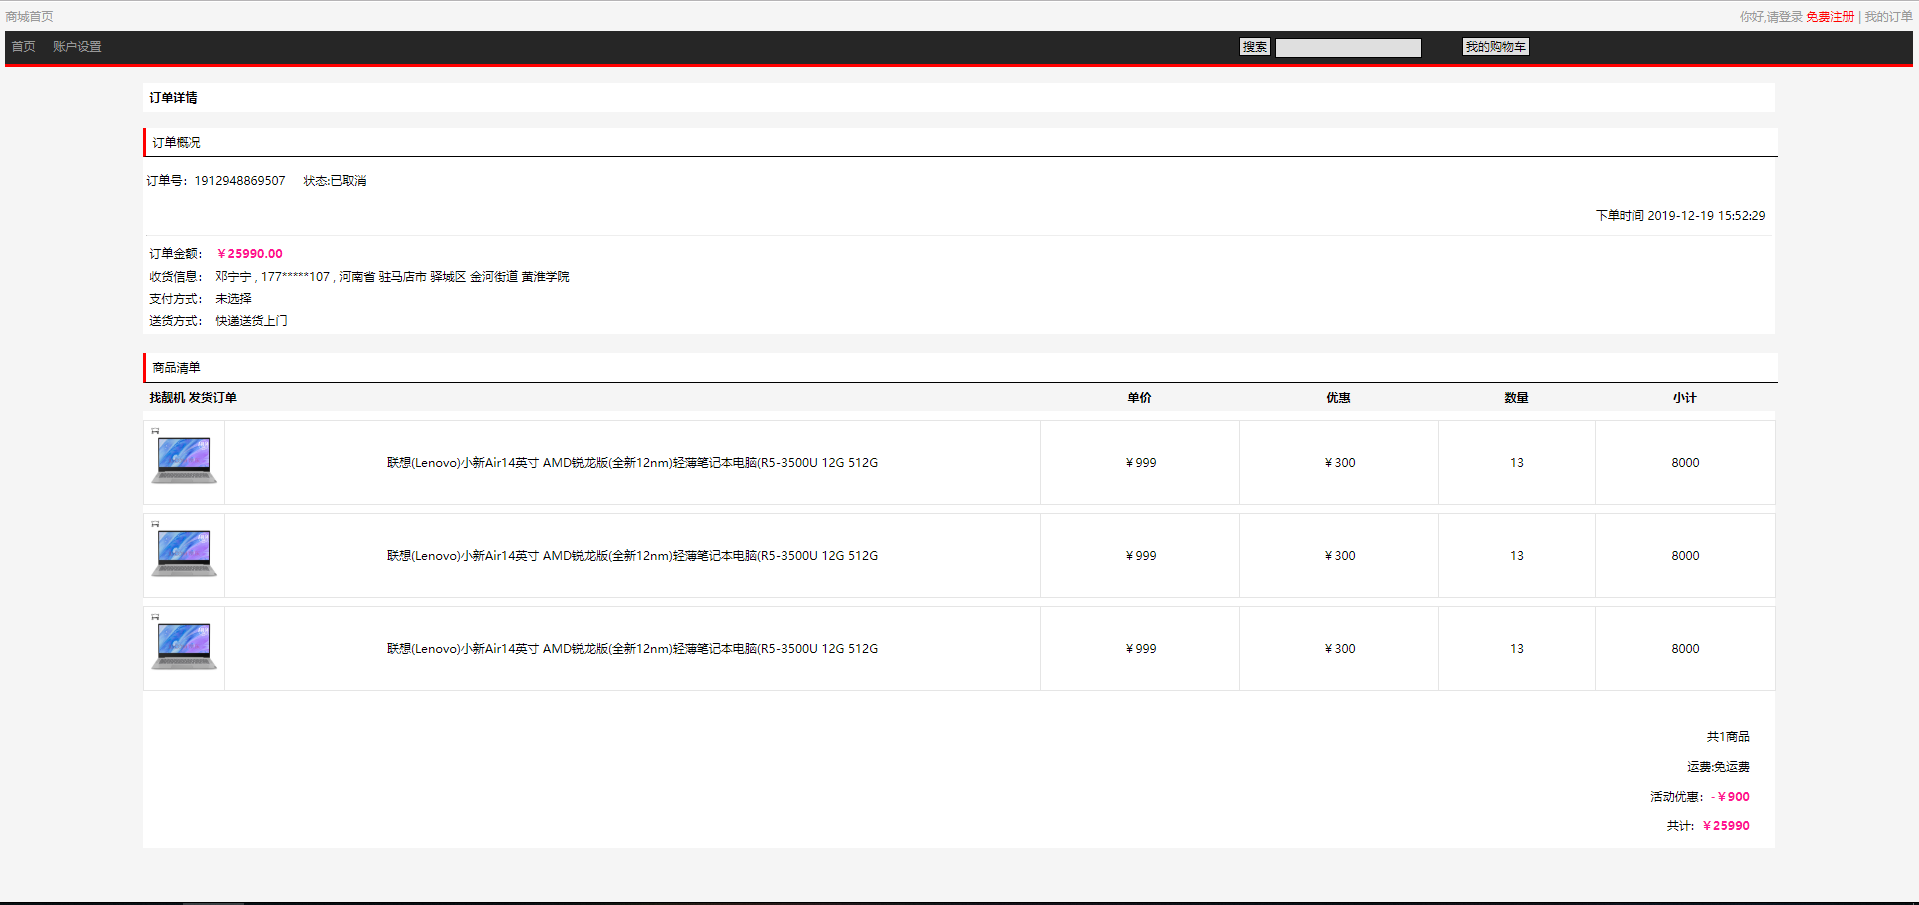 商城首页
你好,请登录 免费注册 | 我的订单
首页 账户设置 搜索 我的购物车
订单详情
订单概况
订单号：1912948869507 状态:已取消
下单时间 2019-12-19 15:52:29
订单金额： ￥25990.00
收货信息： 邓宁宁 , 177*****107 , 河南省 驻马店市 驿城区 金河街道 黄淮学院
支付方式： 未选择
送货方式： 快递送货上门
商品清单
找靓机 发货订单 单价 优惠 数量 小计
联想(Lenovo)小新Air14英寸 AMD锐龙版(全新12nm)轻薄笔记本电脑(R5-3500U 12G 512G ￥999 ￥300 13 8000
联想(Lenovo)小新Air14英寸 AMD锐龙版(全新12nm)轻薄笔记本电脑(R5-3500U 12G 512G ￥999 ￥300 13 8000
联想(Lenovo)小新Air14英寸 AMD锐龙版(全新12nm)轻薄笔记本电脑(R5-3500U 12G 512G ￥999 ￥300 13 8000
共1商品
运费:免运费
活动优惠：-￥900
共计：￥25990